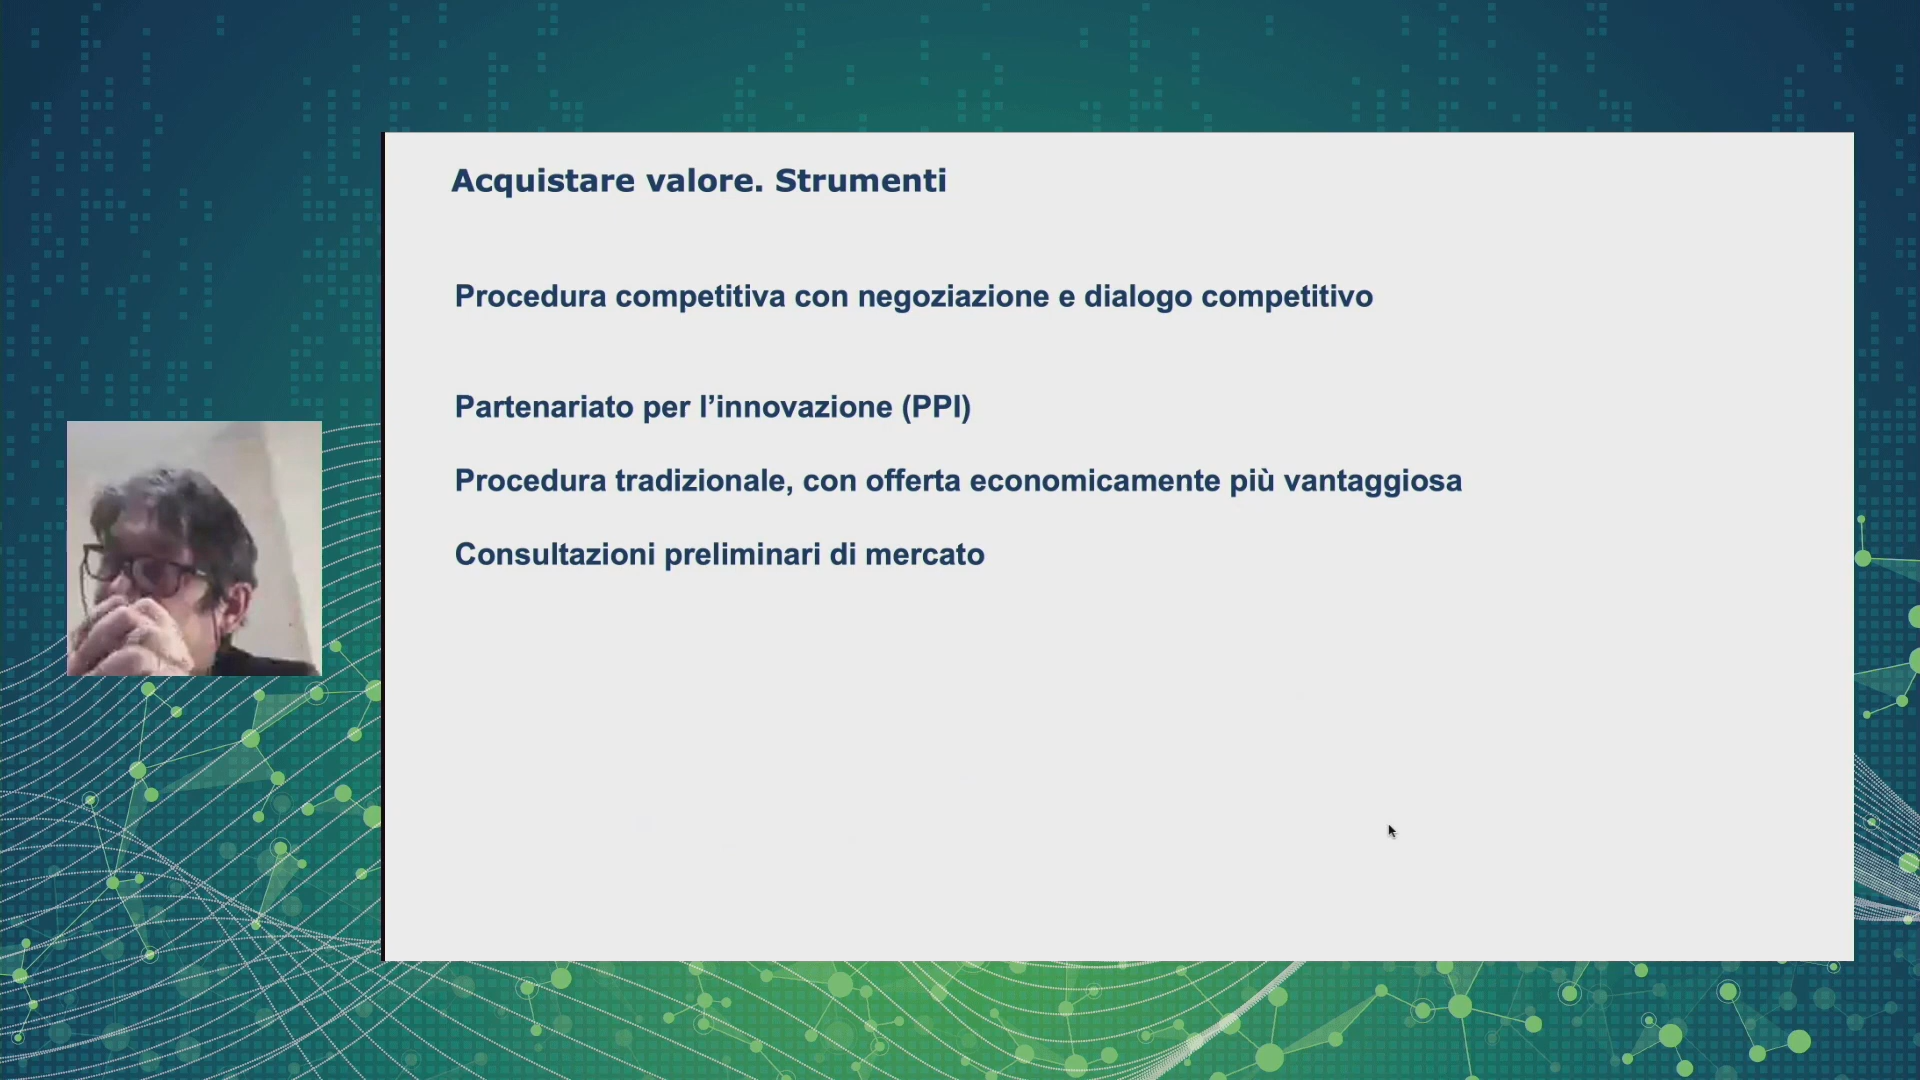 Acquistare valore. Strumenti
Procedura competitiva con negoziazione e dialogo competitivo
Partenariato per l’innovazione (PPI)
Procedura tradizionale, con offerta economicamente più vantaggiosa
Consultazioni preliminari di mercato